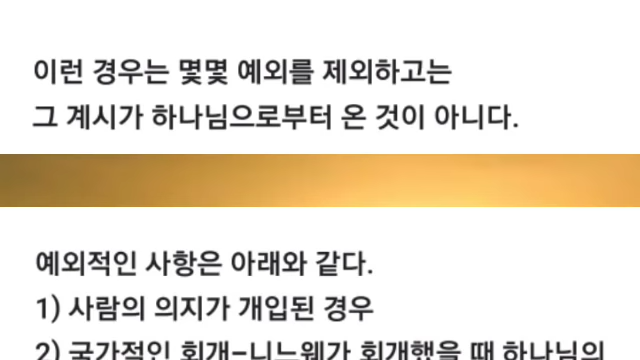 이런 경우는 몇몇 예외를 제외하고는
그 계시가 하나님으로부터 온 것이 아니다.
예외적인 사항은 아래와 같다.
1) 사람의 의지가 개입된 경우
2) 국가적인 회개-니느웨가 회개했을 때 하나님의